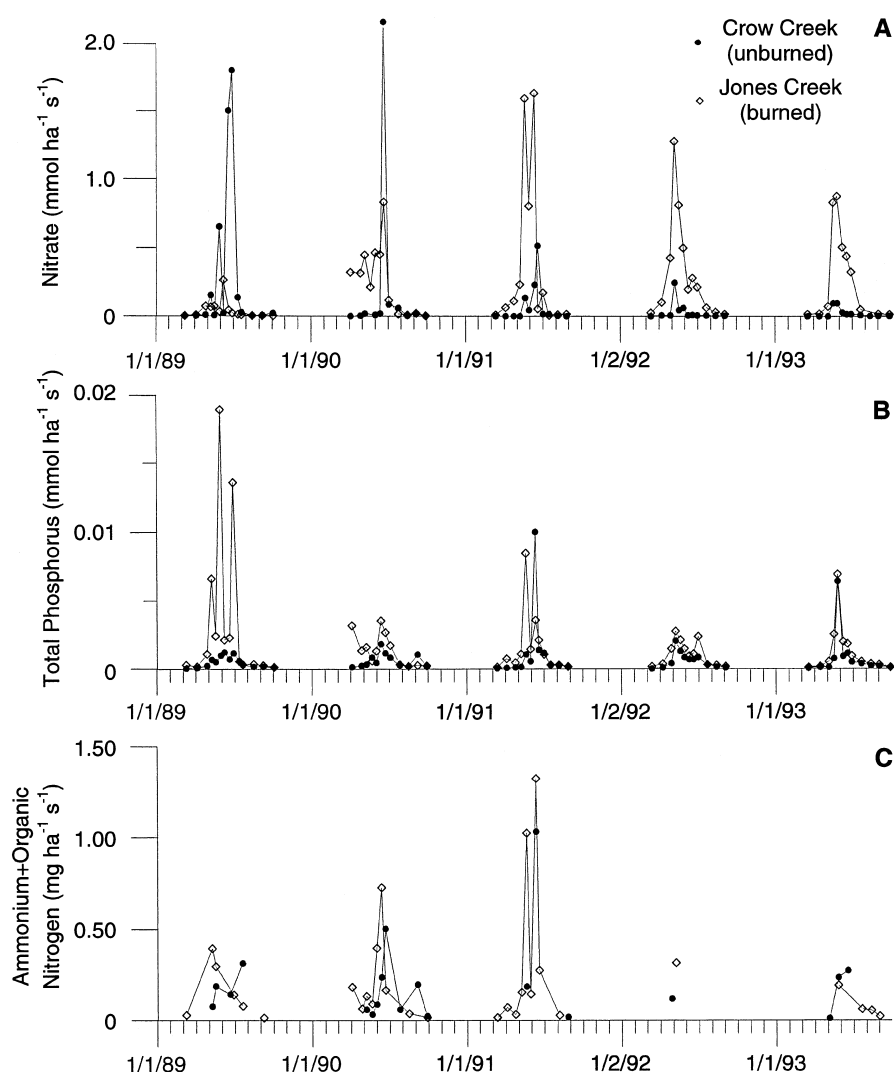 A
Crow Creek
(unburned)
Jones Creek
(burned)
Nitrate (mmol ha⁻¹ s⁻¹)
2.0
1.0
0
1/1/89 1/1/90 1/1/91 1/2/92 1/1/93
B
Total Phosphorus (mmol ha⁻¹ s⁻¹)
0.02
0.01
0
1/1/89 1/1/90 1/1/91 1/2/92 1/1/93
C
Ammonium+Organic
Nitrogen (mg ha⁻¹ s⁻¹)
1.50
1.00
0.50
0
1/1/89 1/1/90 1/1/91 1/2/92 1/1/93